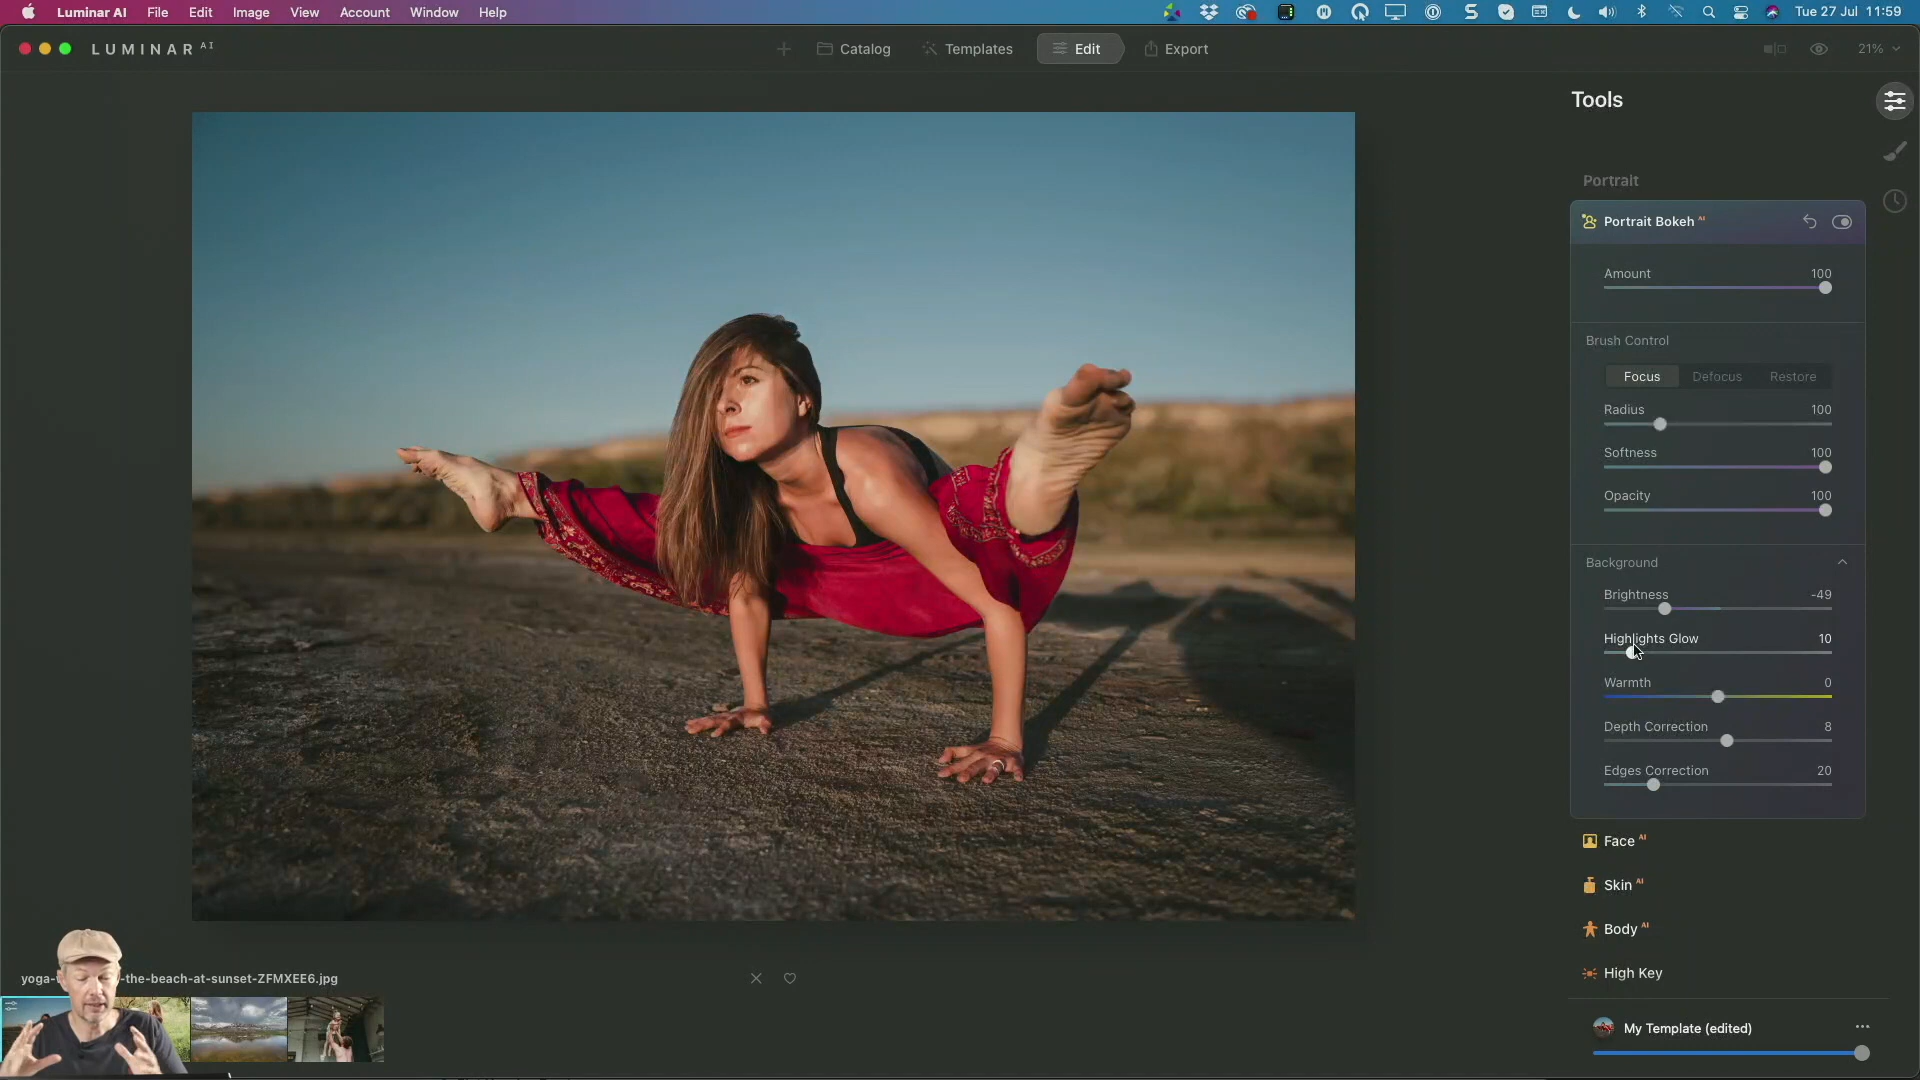 Luminar AI File Edit Image View Account Window Help Tue 27 Jul 11:59
LUMINAR AI
Catalog Templates Edit Export 21%
Tools
Portrait
Portrait Bokeh AI
Amount 100
Brush Control
Focus Defocus Restore
Radius 100
Softness 100
Opacity 100
Background
Brightness -49
Highlights Glow 10
Warmth 0
Depth Correction 8
Edges Correction 20
Face AI
Skin AI
Body AI
High Key
My Template (edited)
yoga- -the-beach-at-sunset-ZFMXEE6.jpg